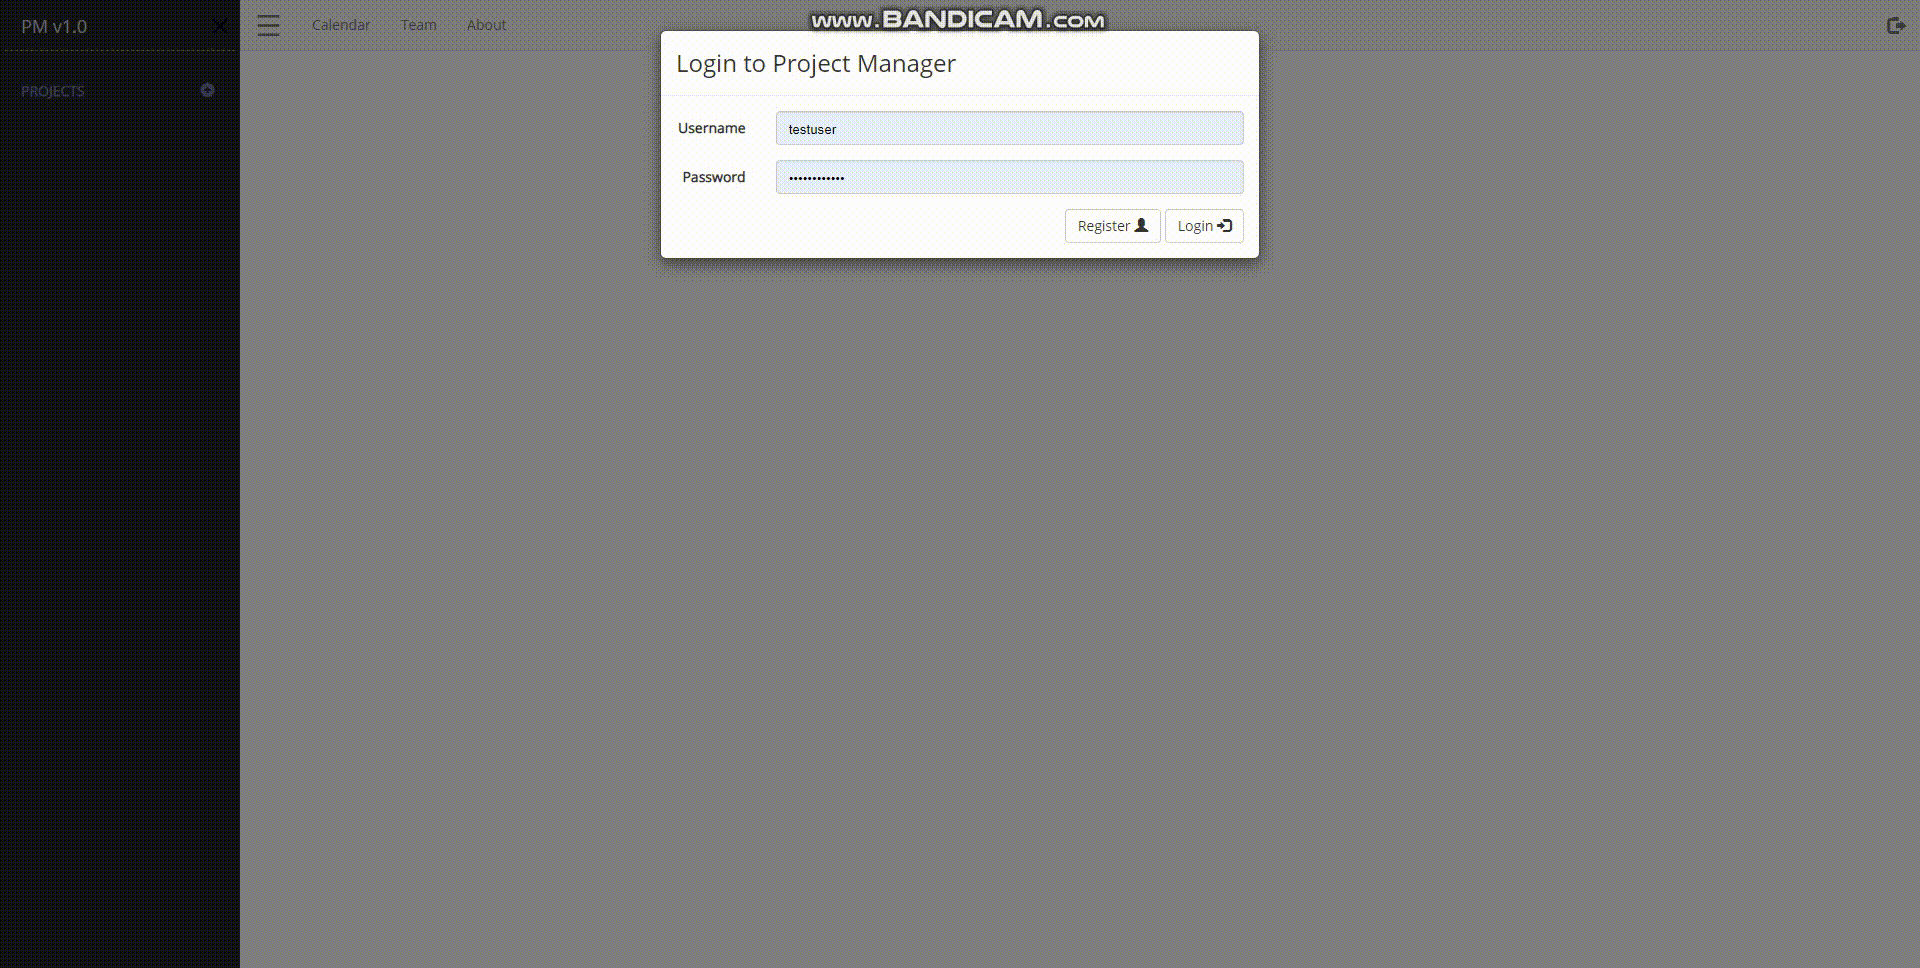 www.BANDICAM.com
PM v1.0
Calendar Team About
PROJECTS
Login to Project Manager
Username testuser
Password ••••••••••••
Register Login